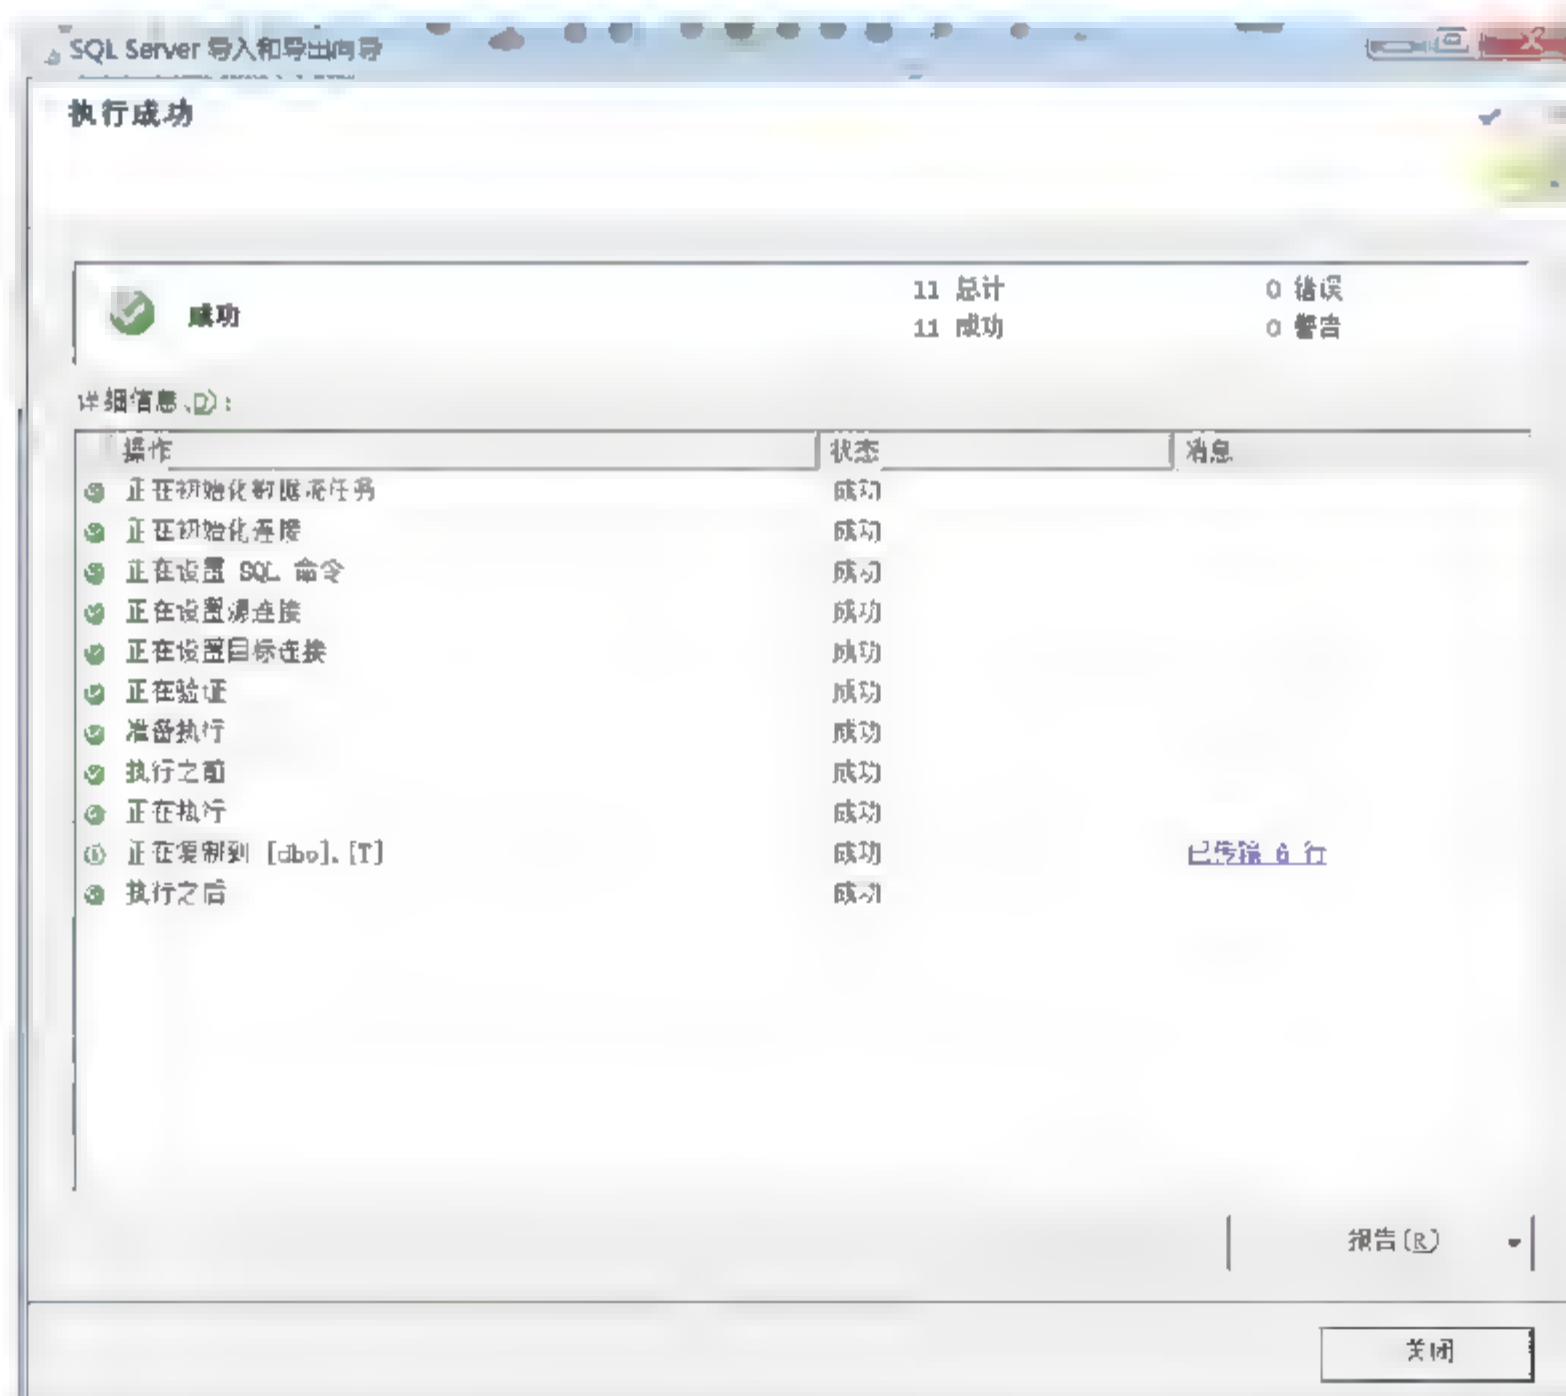 SQL Server 导入和导出向导
执行成功
成功
11 总计
0 错误
11 成功
0 警告
详细信息(D):
操作 状态 消息
正在初始化数据流任务 成功
正在初始化连接 成功
正在设置 SQL 命令 成功
正在设置源连接 成功
正在设置目标连接 成功
正在验证 成功
准备执行 成功
执行之前 成功
正在执行 成功
正在复制到 [dbo].[T] 成功 已传输 6 行
执行之后 成功
报告(R)
关闭